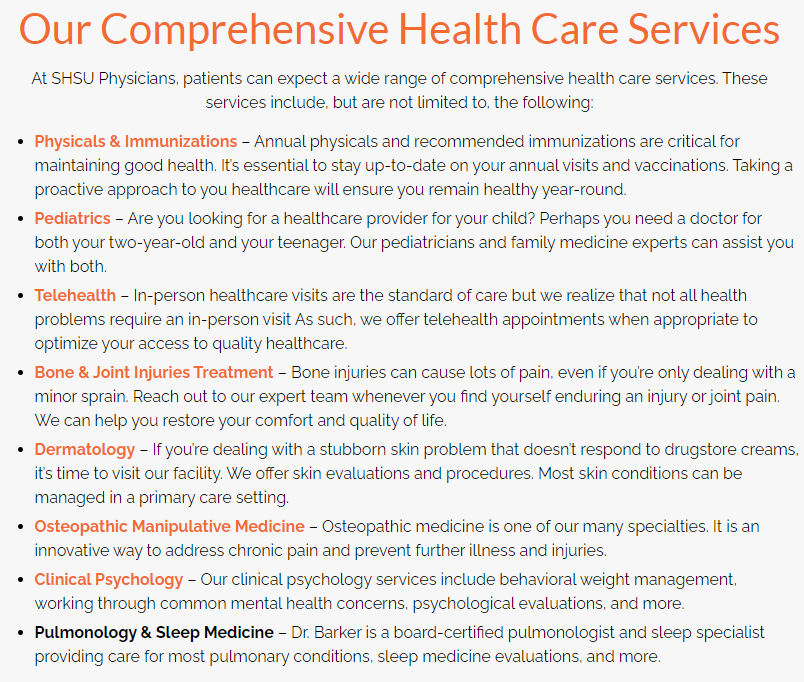 Our Comprehensive Health Care Services
At SHSU Physicians, patients can expect a wide range of comprehensive health care services. These
services include, but are not limited to, the following:
• Physicals & Immunizations – Annual physicals and recommended immunizations are critical for
maintaining good health. It's essential to stay up-to-date on your annual visits and vaccinations. Taking a
proactive approach to you healthcare will ensure you remain healthy year-round.
• Pediatrics – Are you looking for a healthcare provider for your child? Perhaps you need a doctor for
both your two-year-old and your teenager. Our pediatricians and family medicine experts can assist you
with both.
• Telehealth – In-person healthcare visits are the standard of care but we realize that not all health
problems require an in-person visit As such, we offer telehealth appointments when appropriate to
optimize your access to quality healthcare.
• Bone & Joint Injuries Treatment – Bone injuries can cause lots of pain, even if you're only dealing with a
minor sprain. Reach out to our expert team whenever you find yourself enduring an injury or joint pain.
We can help you restore your comfort and quality of life.
• Dermatology – If you're dealing with a stubborn skin problem that doesn't respond to drugstore creams,
it's time to visit our facility. We offer skin evaluations and procedures. Most skin conditions can be
managed in a primary care setting.
• Osteopathic Manipulative Medicine – Osteopathic medicine is one of our many specialties. It is an
innovative way to address chronic pain and prevent further illness and injuries.
• Clinical Psychology – Our clinical psychology services include behavioral weight management,
working through common mental health concerns, psychological evaluations, and more.
• Pulmonology & Sleep Medicine – Dr. Barker is a board-certified pulmonologist and sleep specialist
providing care for most pulmonary conditions, sleep medicine evaluations, and more.